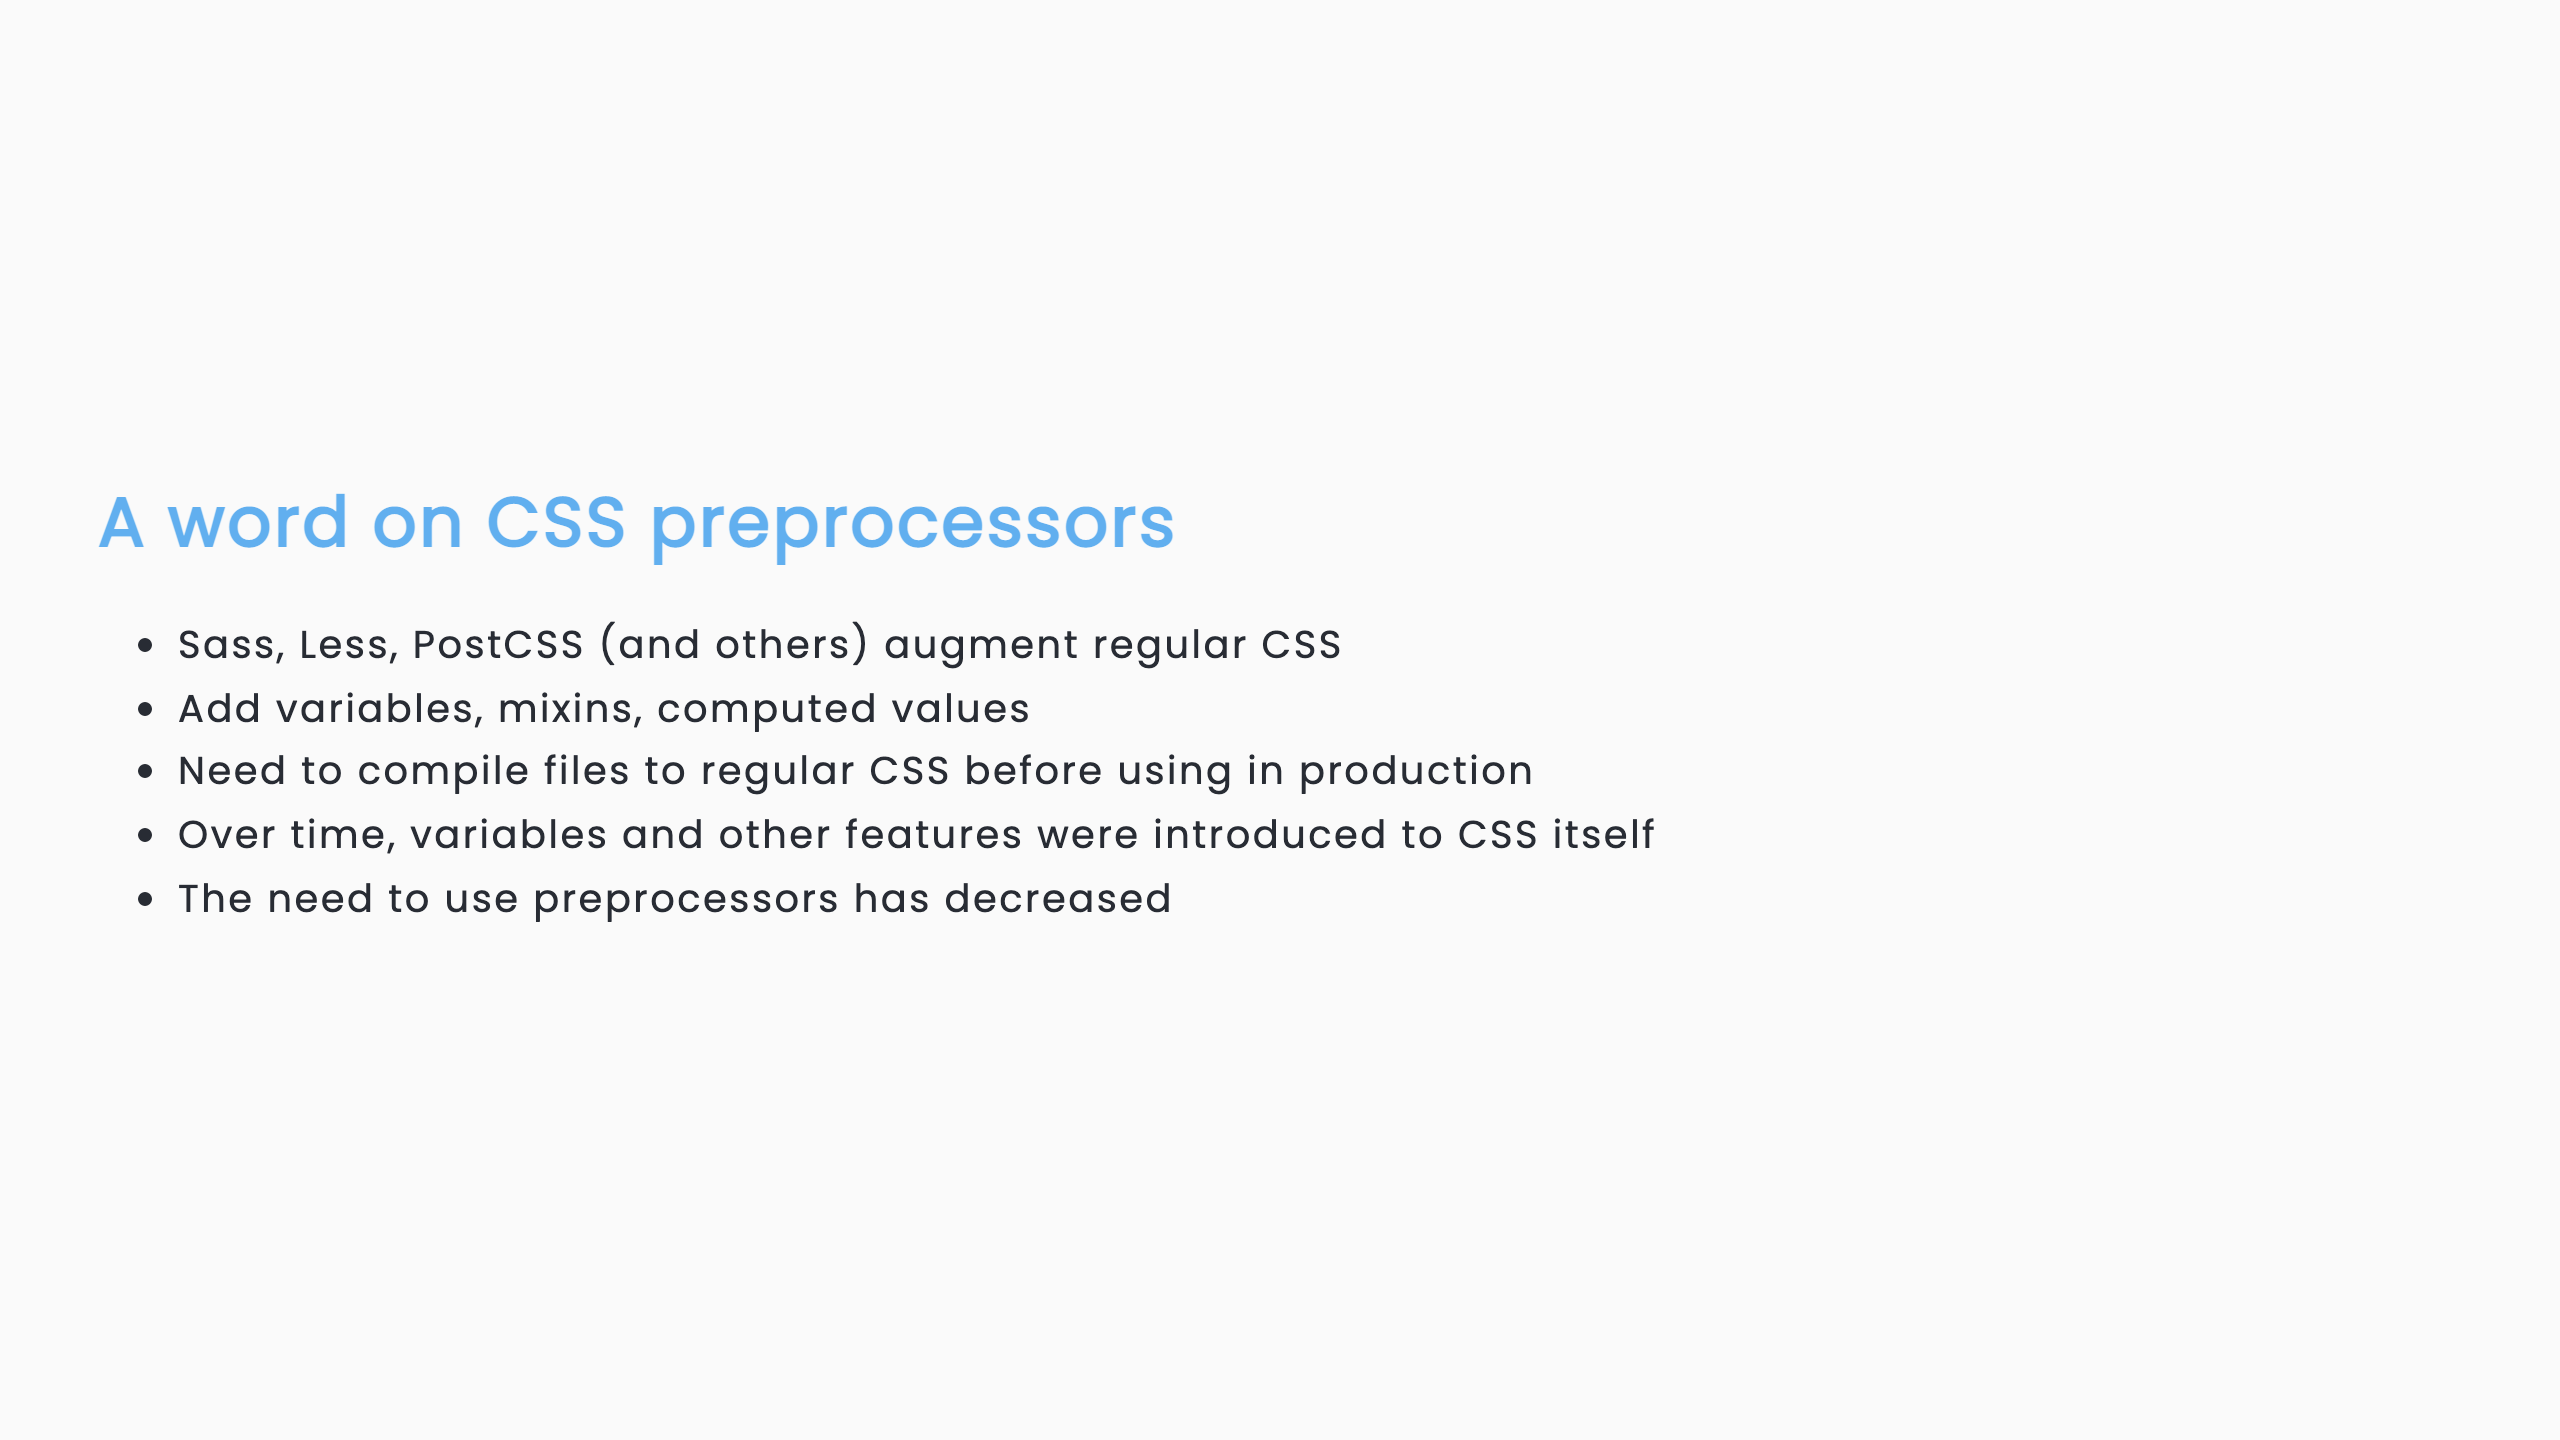 A word on CSS preprocessors
• Sass, Less, PostCSS (and others) augment regular CSS
• Add variables, mixins, computed values
• Need to compile files to regular CSS before using in production
• Over time, variables and other features were introduced to CSS itself
• The need to use preprocessors has decreased